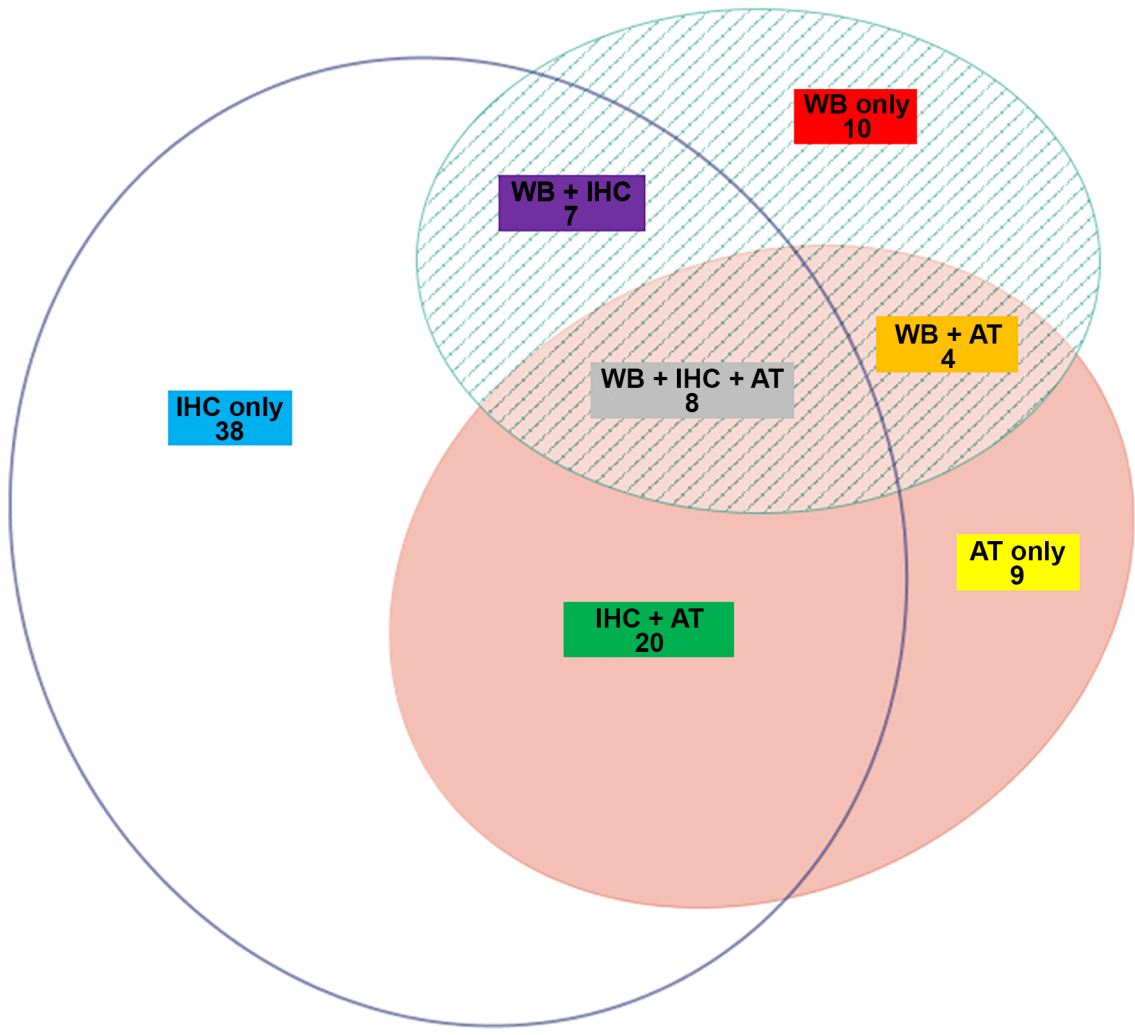 WB only
10
WB + IHC
7
WB + AT
4
WB + IHC + AT
8
IHC only
38
AT only
9
IHC + AT
20